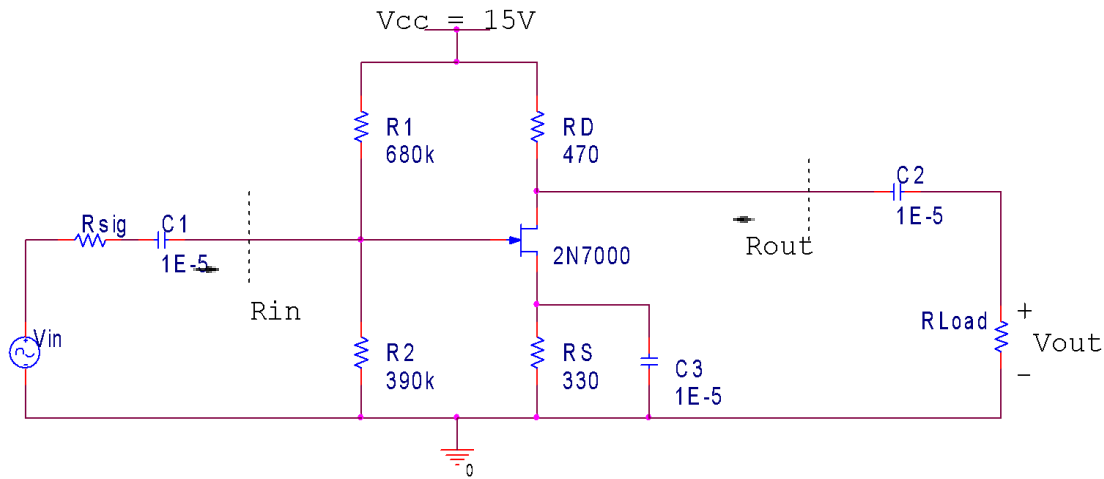 Vcc = 15V
R1
680k
RD
470
C2
1E-5
Rsig
C1
1E-5
2N7000
Rout
Rin
RLoad
+
Vout
-
Vin
R2
390k
RS
330
C3
1E-5
0